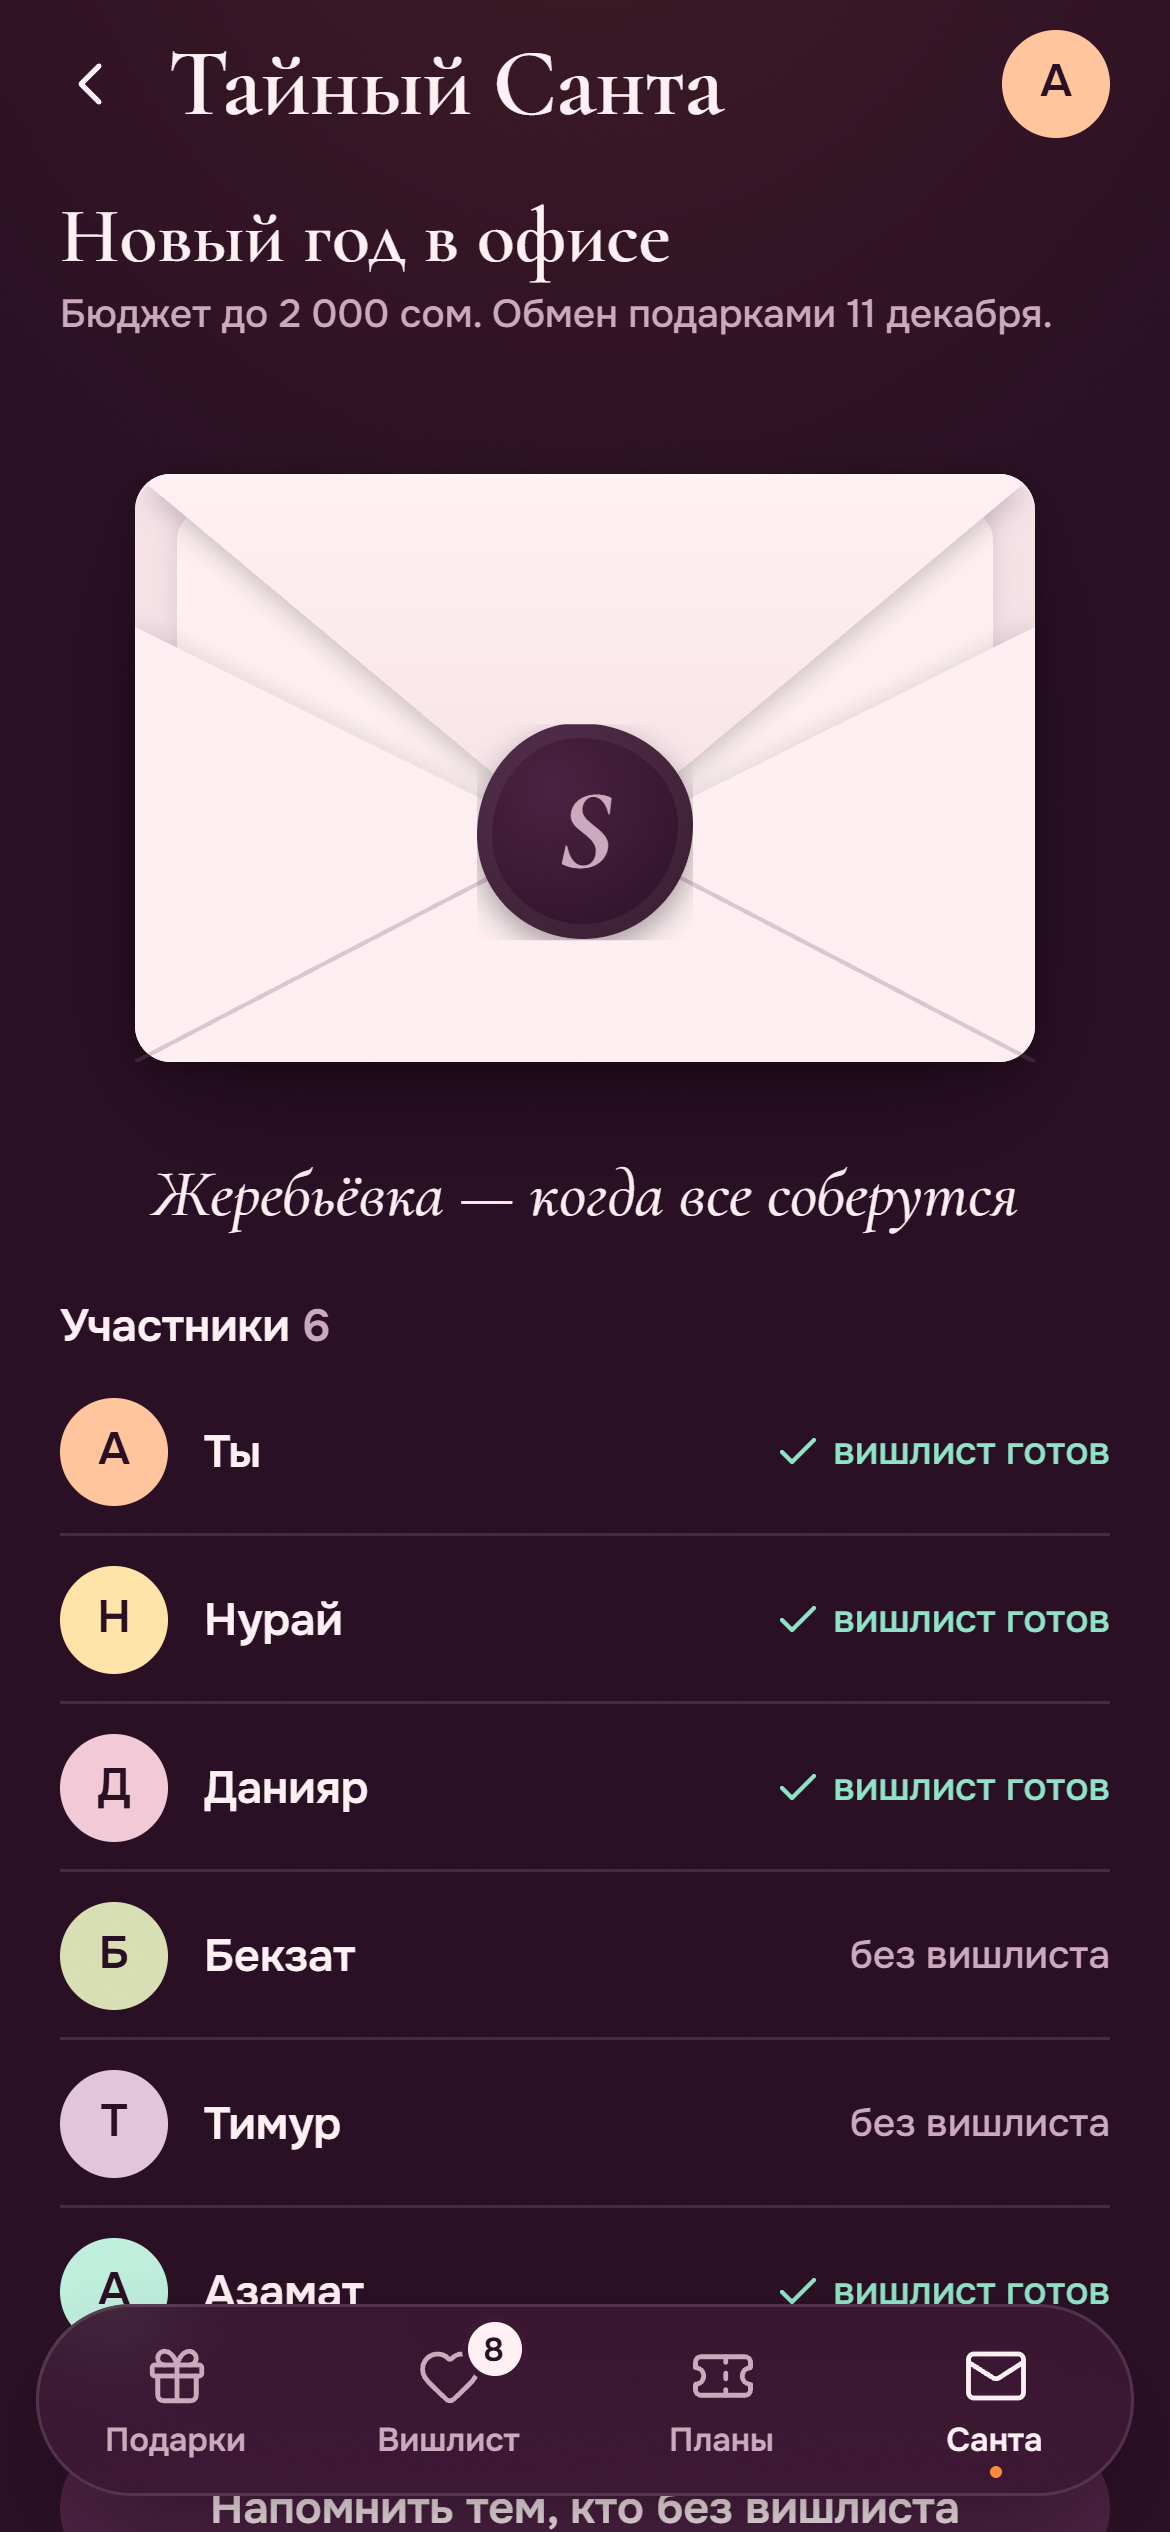 Тайный Санта
А
Новый год в офисе
Бюджет до 2 000 сом. Обмен подарками 11 декабря.
S
Жеребьёвка — когда все соберутся
Участники 6
А Ты вишлист готов
Н Нурай вишлист готов
Д Данияр вишлист готов
Б Бекзат без вишлиста
Т Тимур без вишлиста
А Азамат вишлист готов
8
Подарки Вишлист Планы Санта
Напомнить тем, кто без вишлиста